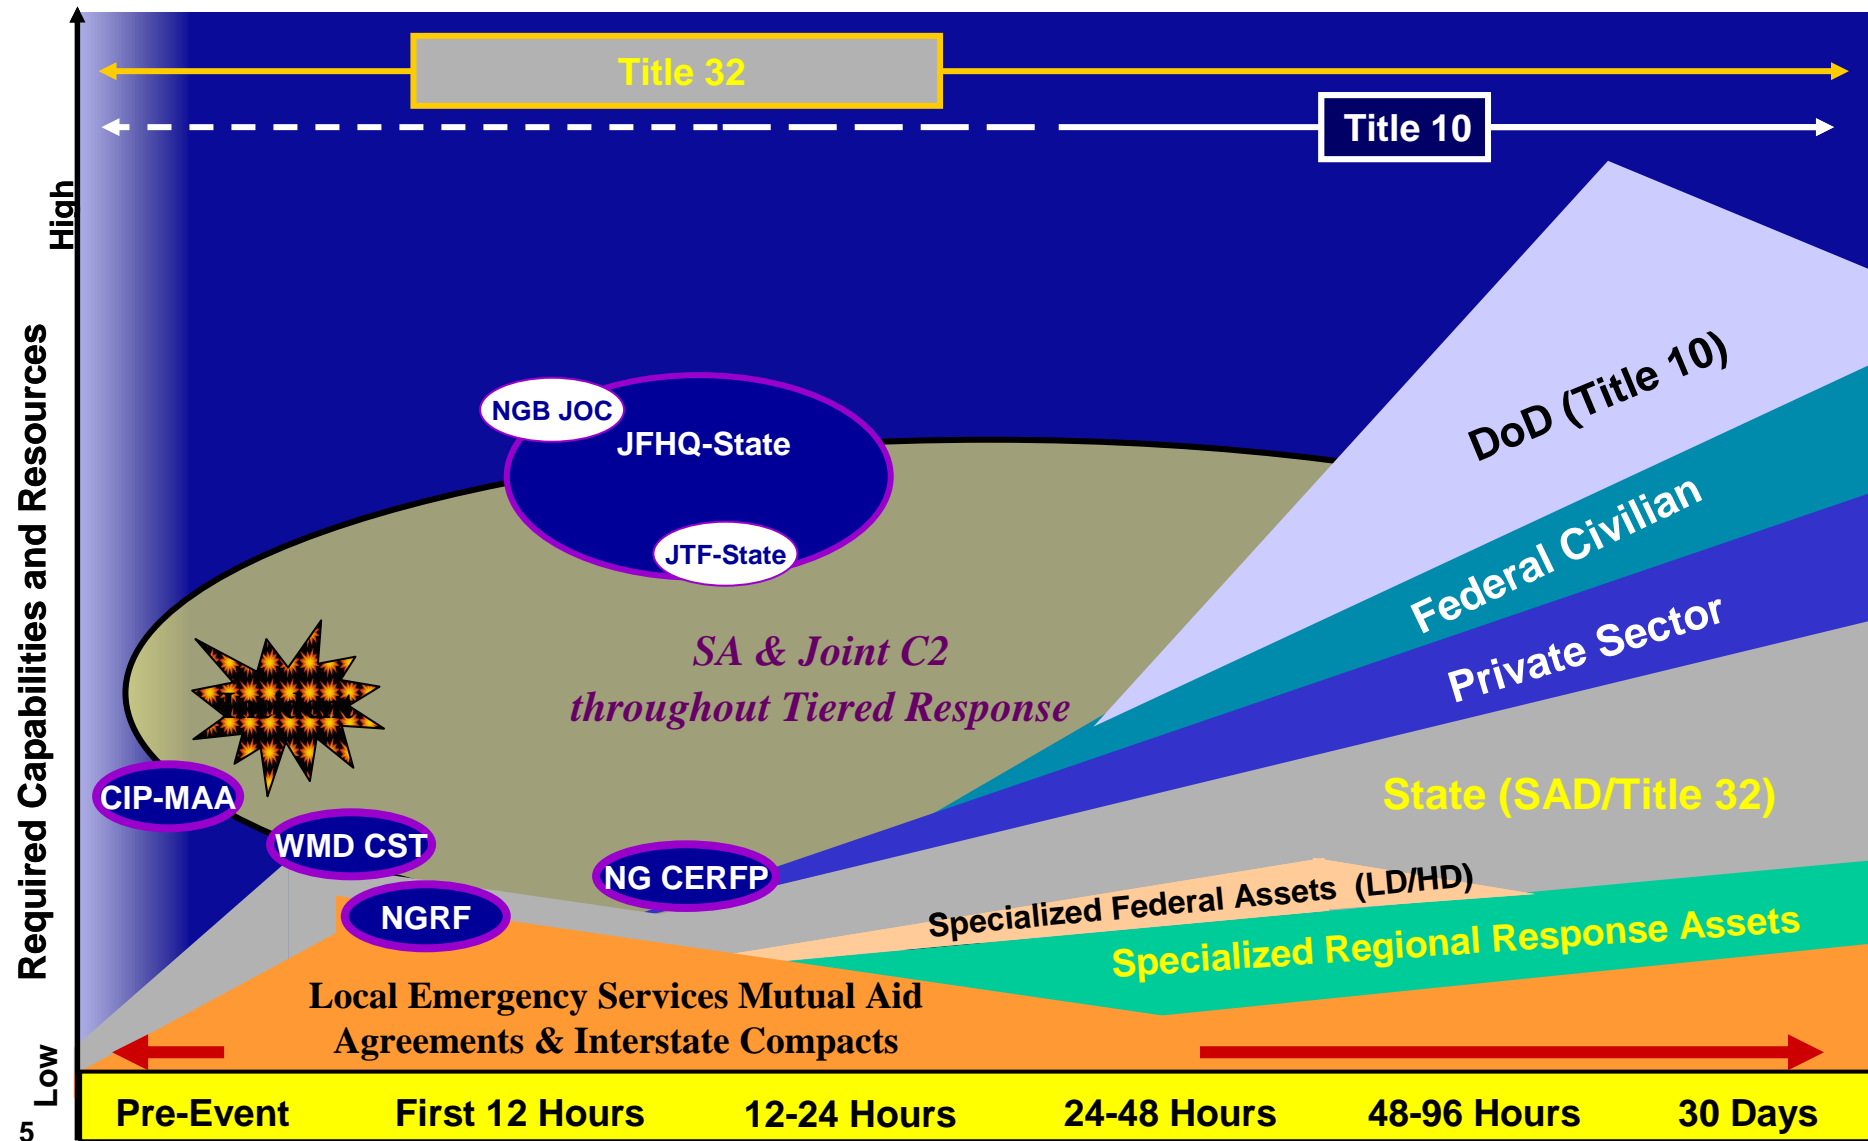 Title 32
Title 10
High
Required Capabilities and Resources
Low
NGB JOC
JFHQ-State
JTF-State
SA & Joint C2
throughout Tiered Response
CIP-MAA
WMD CST
NGRF
NG CERFP
DoD (Title 10)
Federal Civilian
Private Sector
State (SAD/Title 32)
Specialized Federal Assets (LD/HD)
Specialized Regional Response Assets
Local Emergency Services Mutual Aid
Agreements & Interstate Compacts
Pre-Event
First 12 Hours
12-24 Hours
24-48 Hours
48-96 Hours
30 Days
5